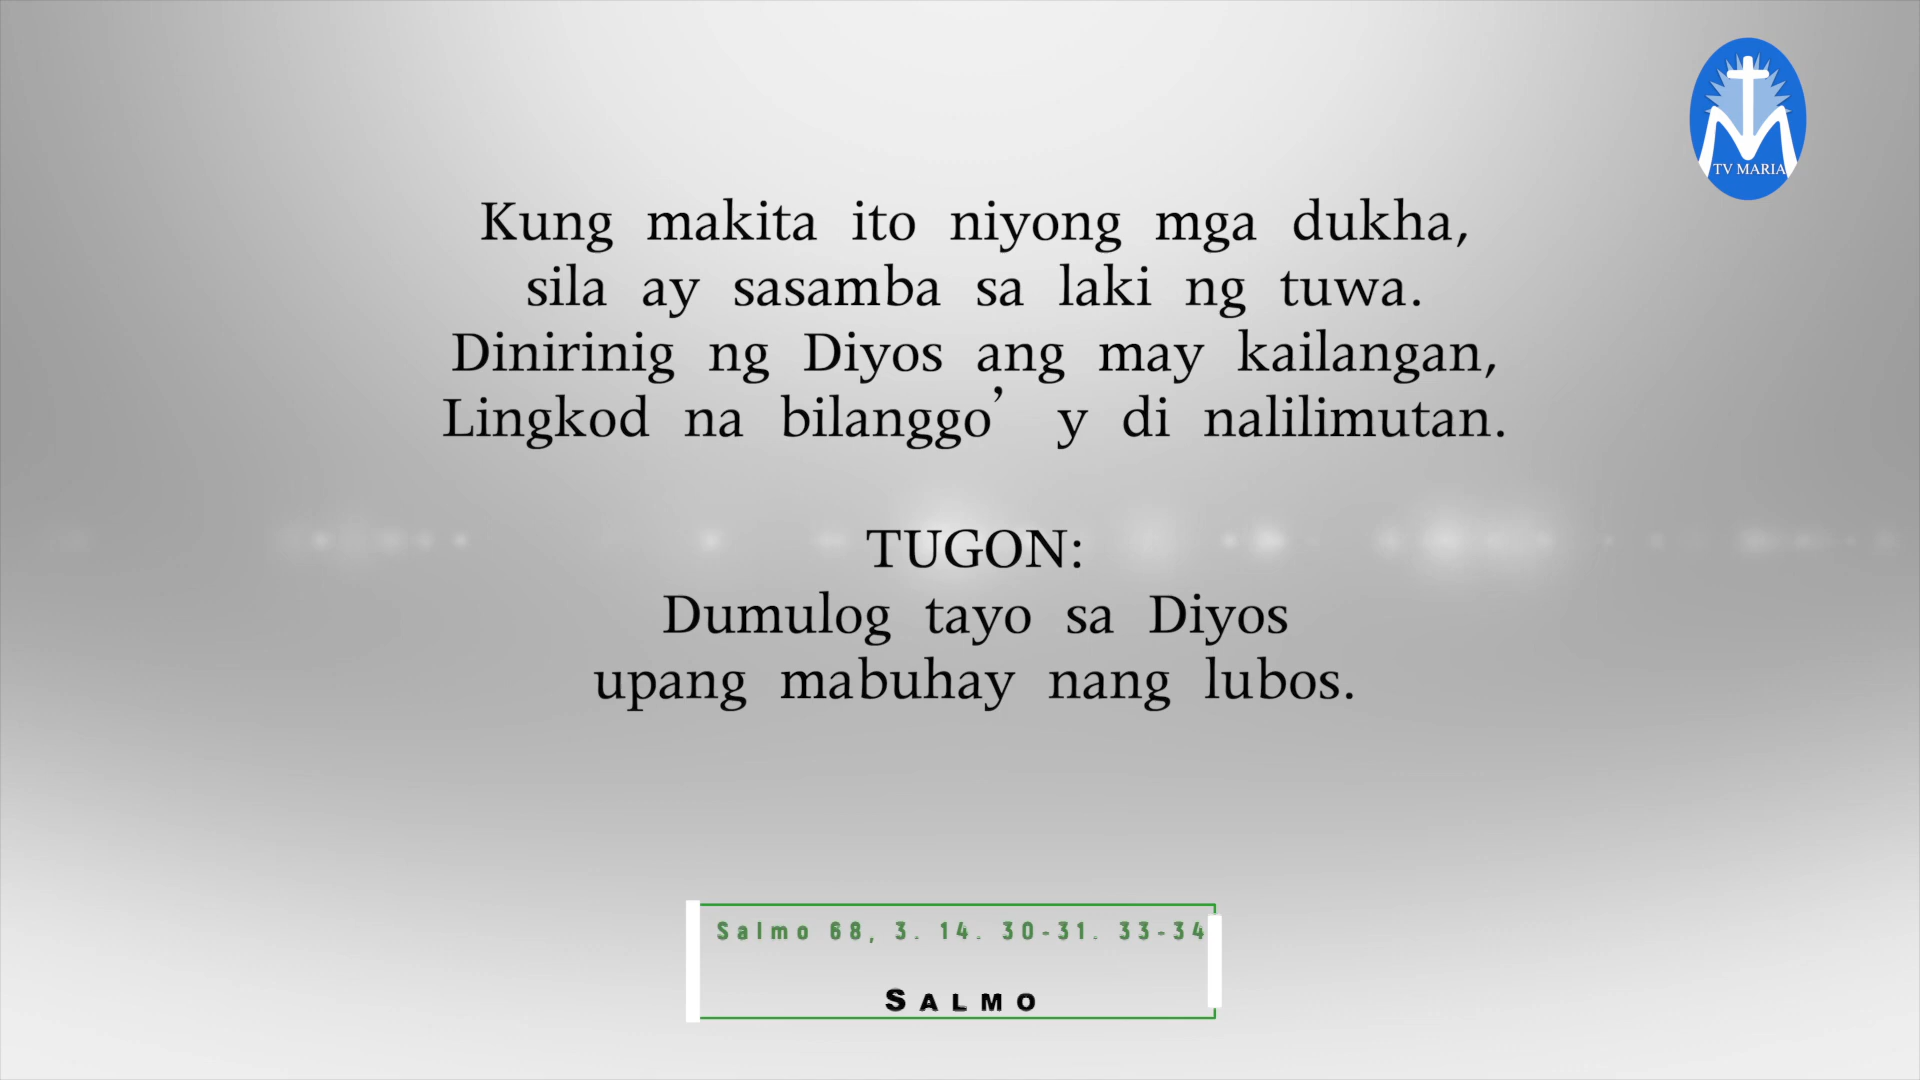 TV MARIA
Kung makita ito niyong mga dukha,
sila ay sasamba sa laki ng tuwa.
Dinirinig ng Diyos ang may kailangan,
Lingkod na bilanggo’ y di nalilimutan.
TUGON:
Dumulog tayo sa Diyos
upang mabuhay nang lubos.
Salmo 68, 3. 14. 30-31. 33-34
SALMO